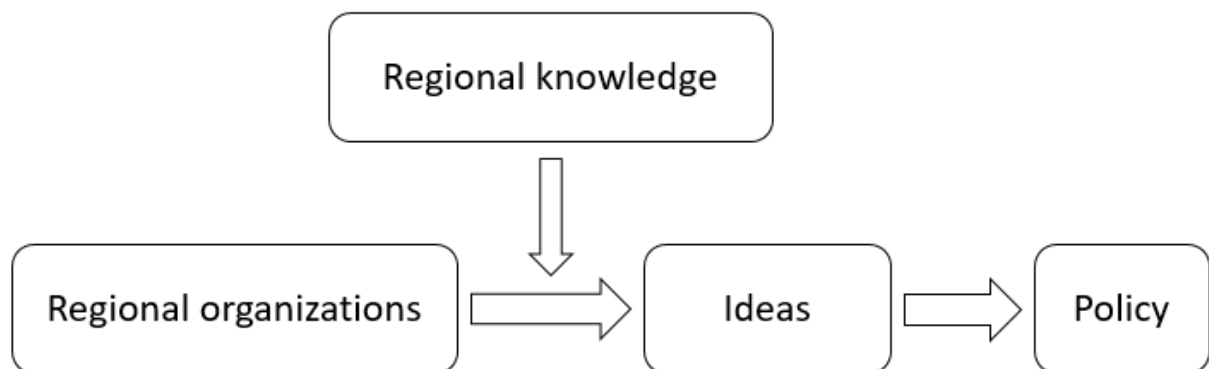 Regional knowledge
Regional organizations
Ideas
Policy